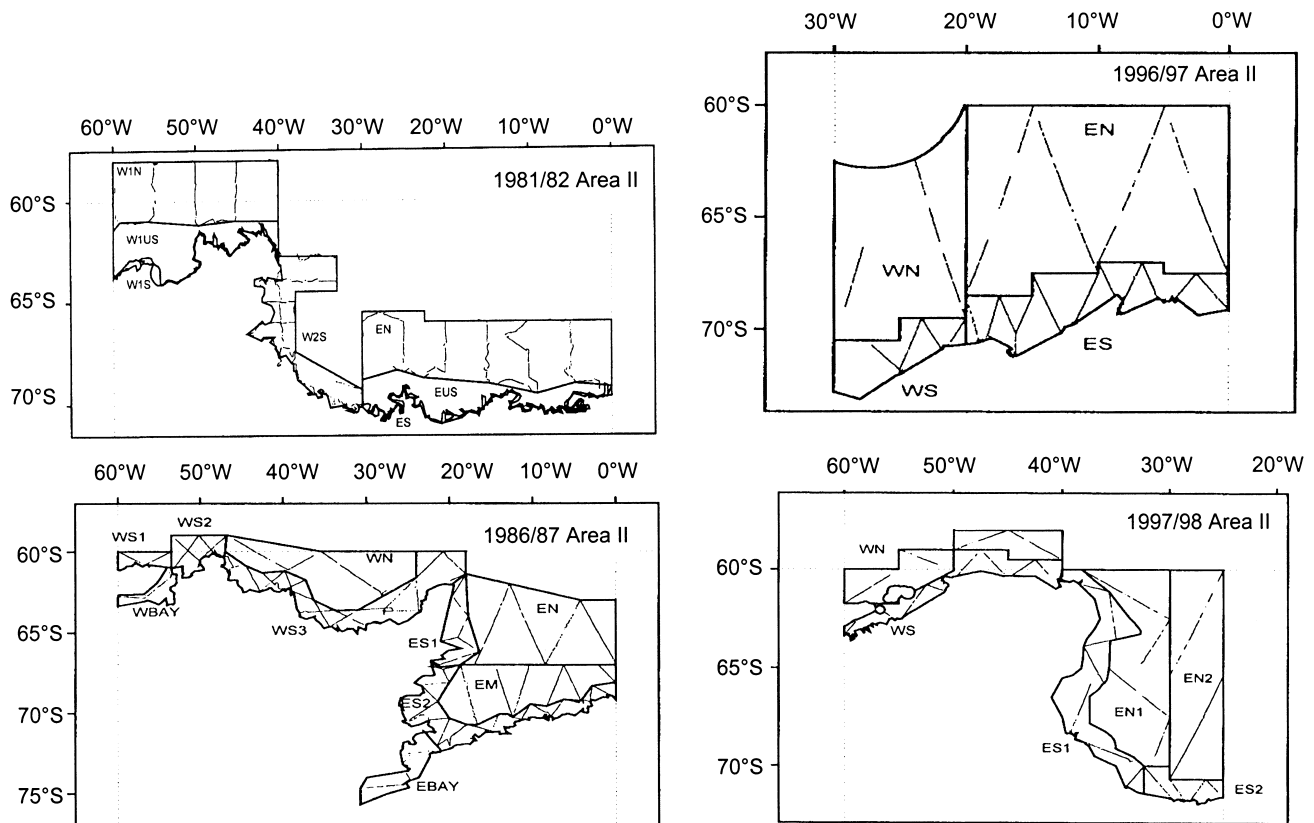 60°W 50°W 40°W 30°W 20°W 10°W 0°W
1981/82 Area II
60°S
65°S
70°S
W1N
W1US
W1S
W2S
EN
EUS
ES
30°W 20°W 10°W 0°W
1996/97 Area II
60°S
65°S
70°S
EN
WN
ES
WS
60°W 50°W 40°W 30°W 20°W 10°W 0°W
1986/87 Area II
60°S
65°S
70°S
75°S
WS1
WS2
WN
WBAY
WS3
EN
ES1
EM
ES2
EBAY
60°W 50°W 40°W 30°W 20°W
1997/98 Area II
60°S
65°S
70°S
WN
WS
EN2
EN1
ES1
ES2